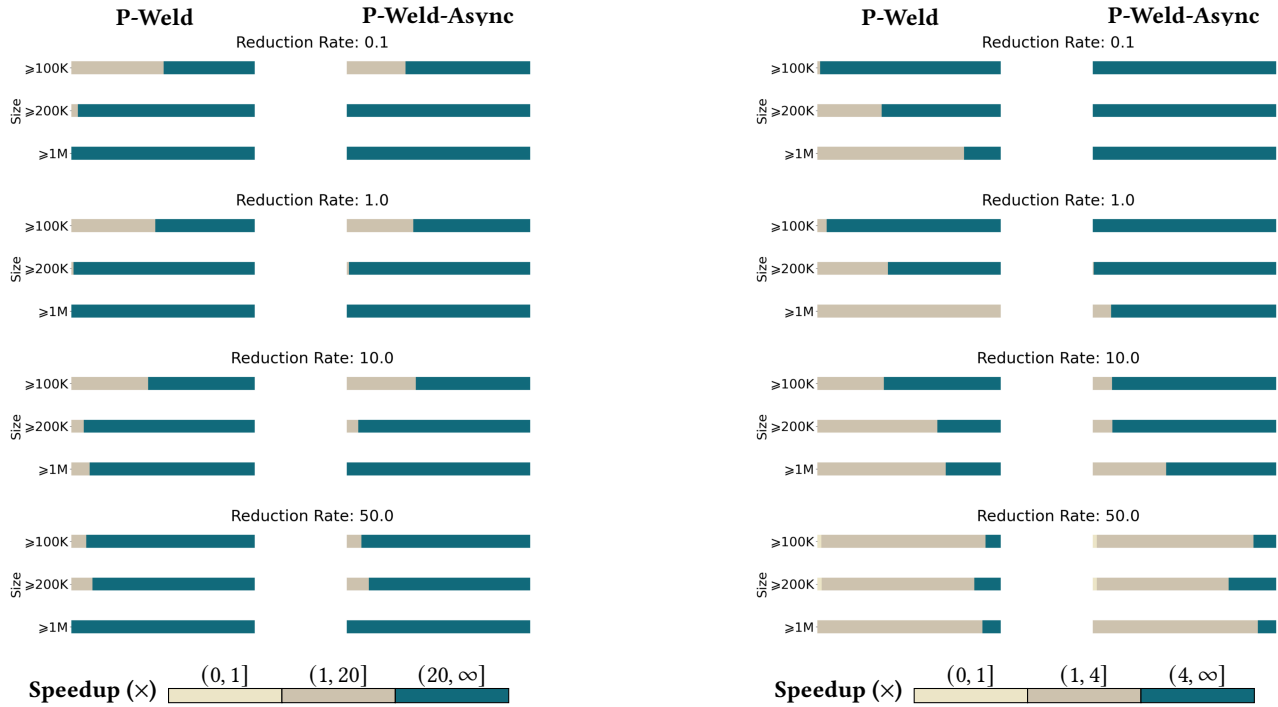 P-Weld P-Weld-Async
Reduction Rate: 0.1
⩾100K
⩾200K
⩾1M
Size
Reduction Rate: 1.0
⩾100K
⩾200K
⩾1M
Size
Reduction Rate: 10.0
⩾100K
⩾200K
⩾1M
Size
Reduction Rate: 50.0
⩾100K
⩾200K
⩾1M
Size
(0, 1] (1, 20] (20, ∞]
Speedup (×)
P-Weld P-Weld-Async
Reduction Rate: 0.1
⩾100K
⩾200K
⩾1M
Size
Reduction Rate: 1.0
⩾100K
⩾200K
⩾1M
Size
Reduction Rate: 10.0
⩾100K
⩾200K
⩾1M
Size
Reduction Rate: 50.0
⩾100K
⩾200K
⩾1M
Size
(0, 1] (1, 4] (4, ∞]
Speedup (×)